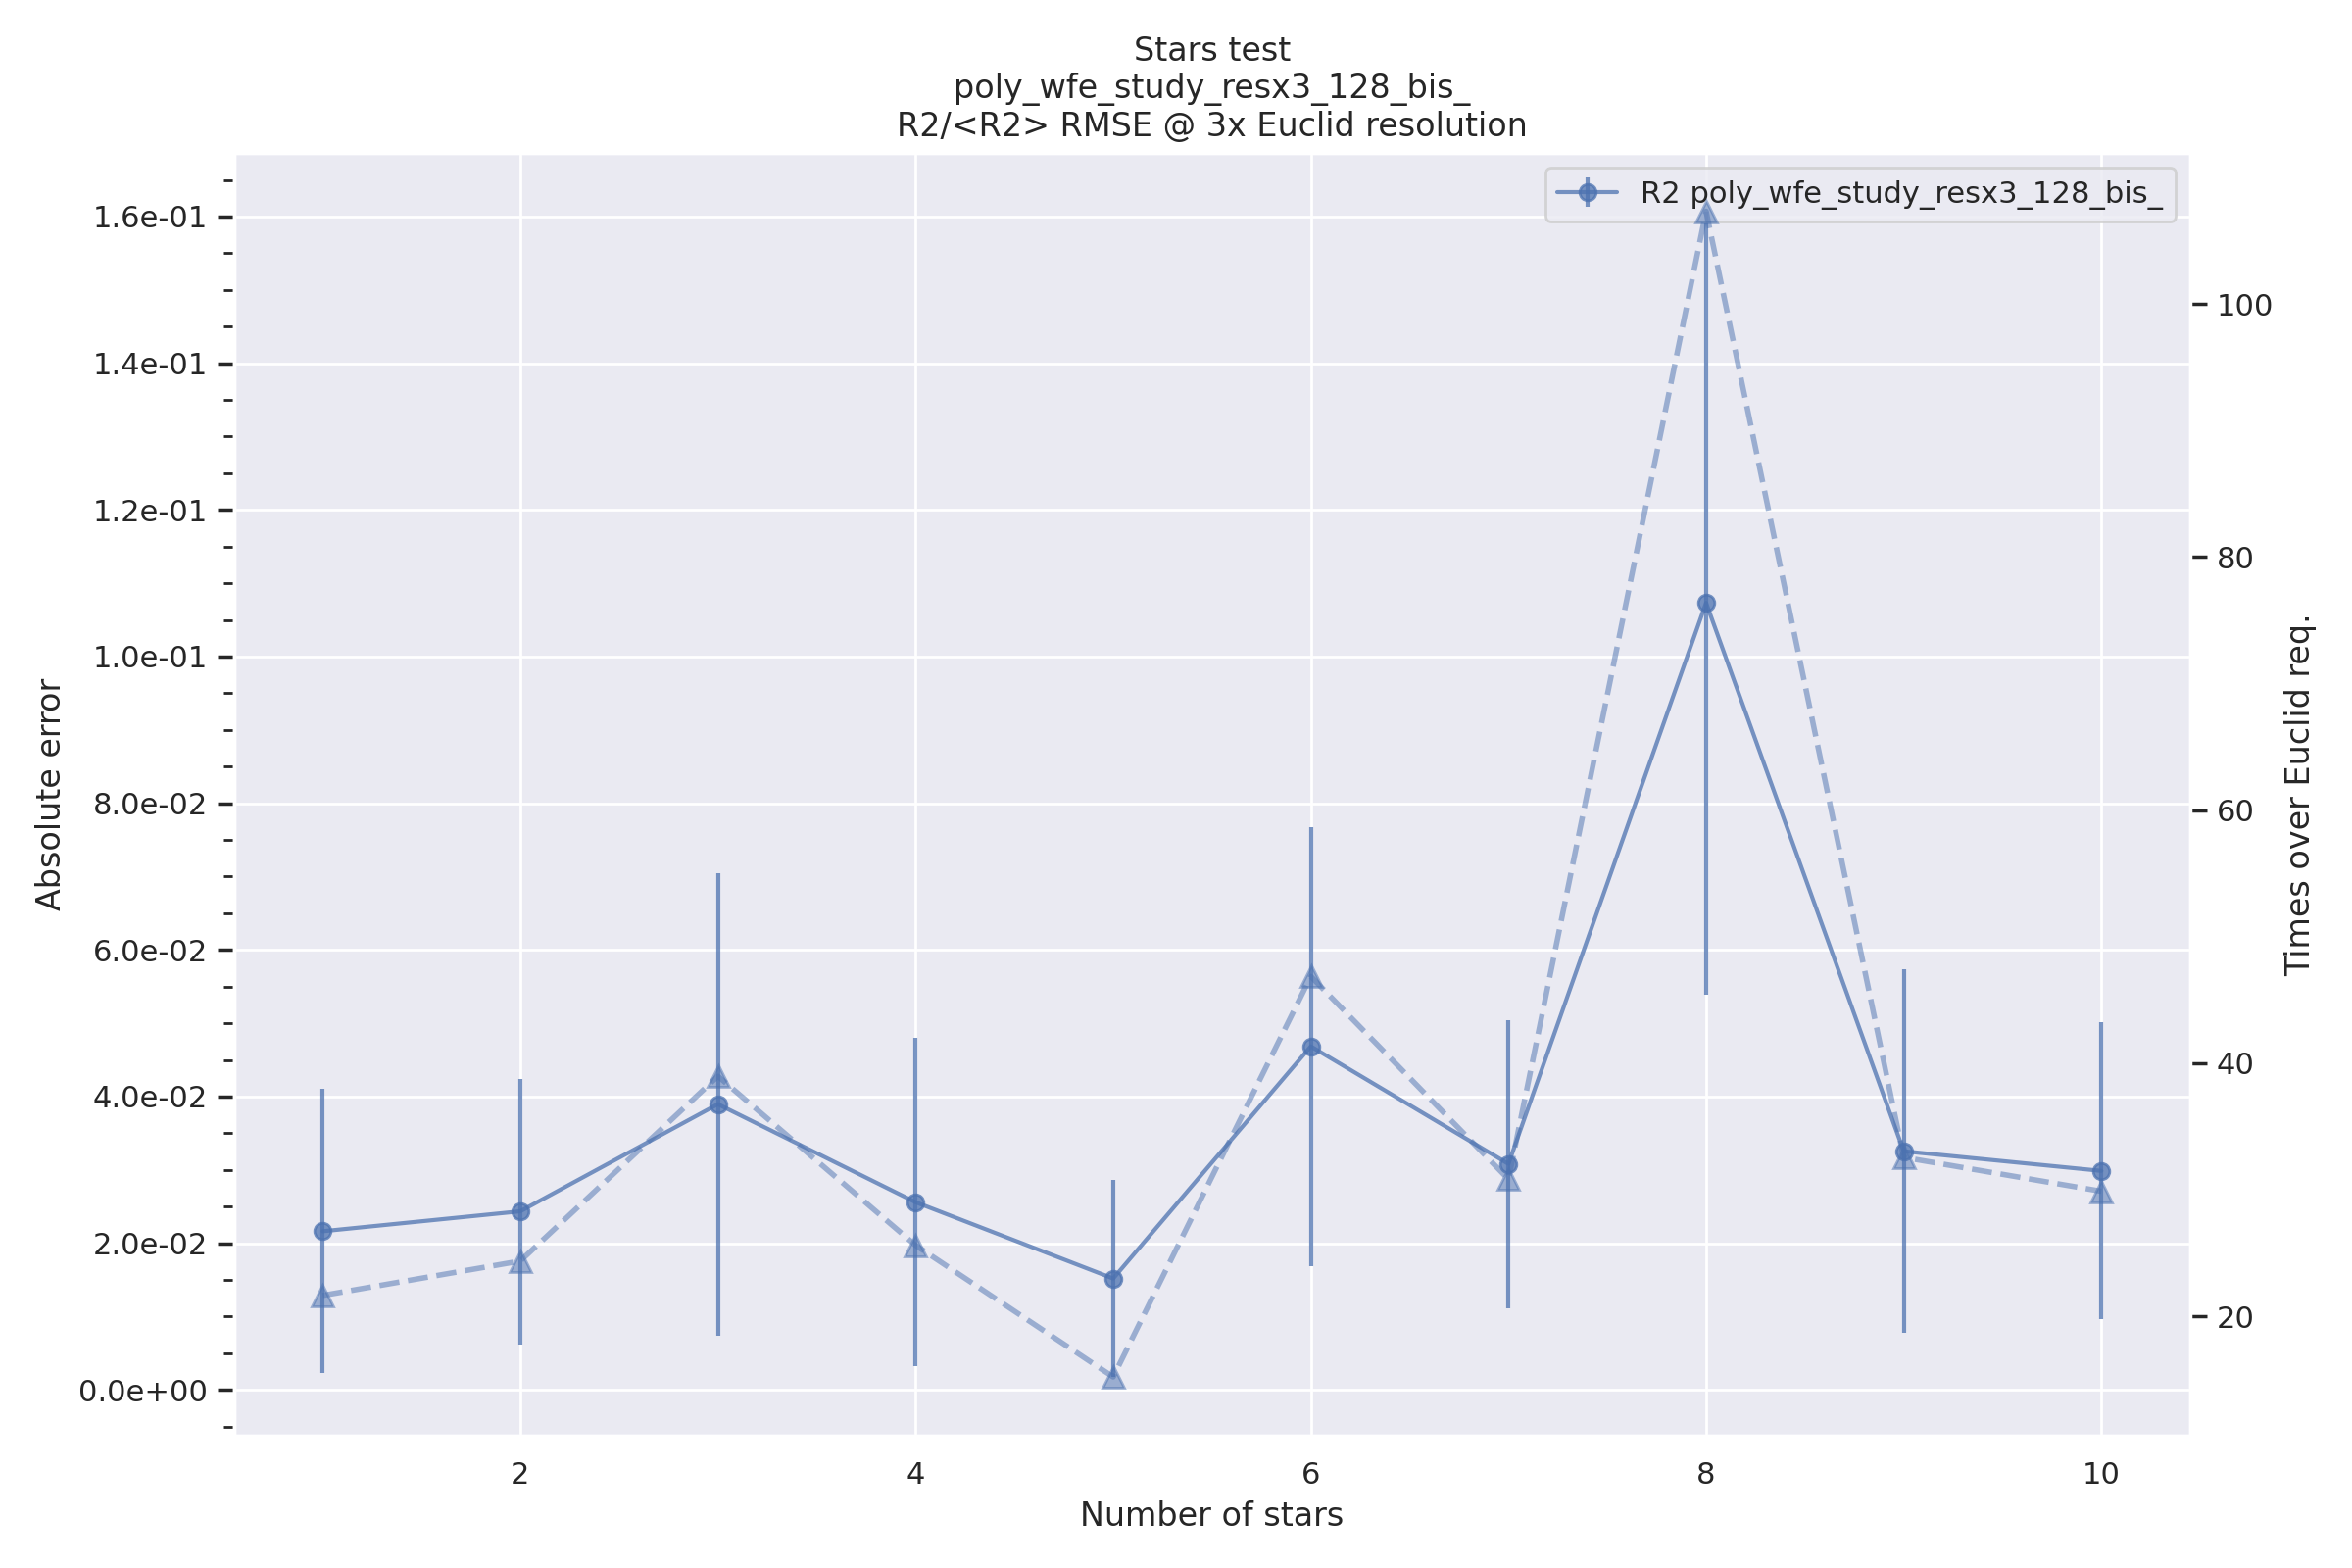 Stars test
poly_wfe_study_resx3_128_bis_
R2/<R2> RMSE @ 3x Euclid resolution
R2 poly_wfe_study_resx3_128_bis_
1.6e-01
1.4e-01
1.2e-01
1.0e-01
8.0e-02
6.0e-02
4.0e-02
2.0e-02
0.0e+00
Absolute error
100
80
60
40
20
Times over Euclid req.
2
4
6
8
10
Number of stars